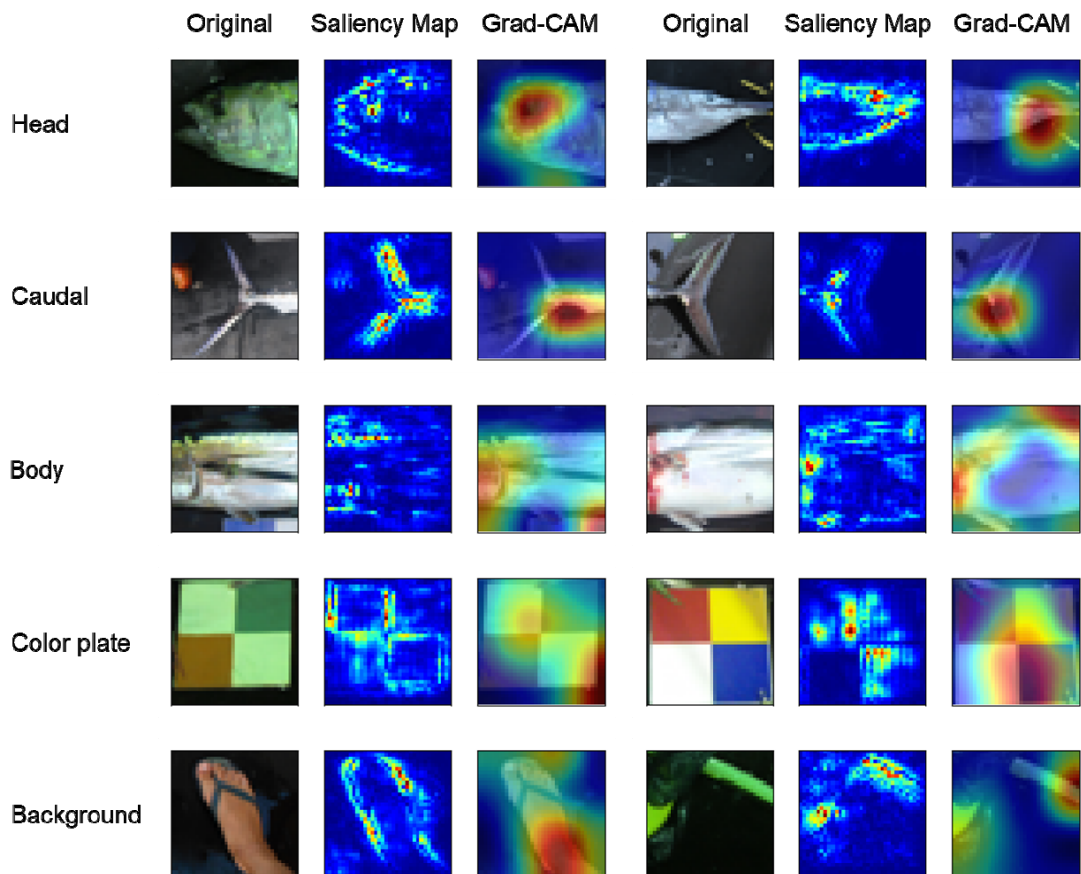 Original Saliency Map Grad-CAM Original Saliency Map Grad-CAM
Head
Caudal
Body
Color plate
Background